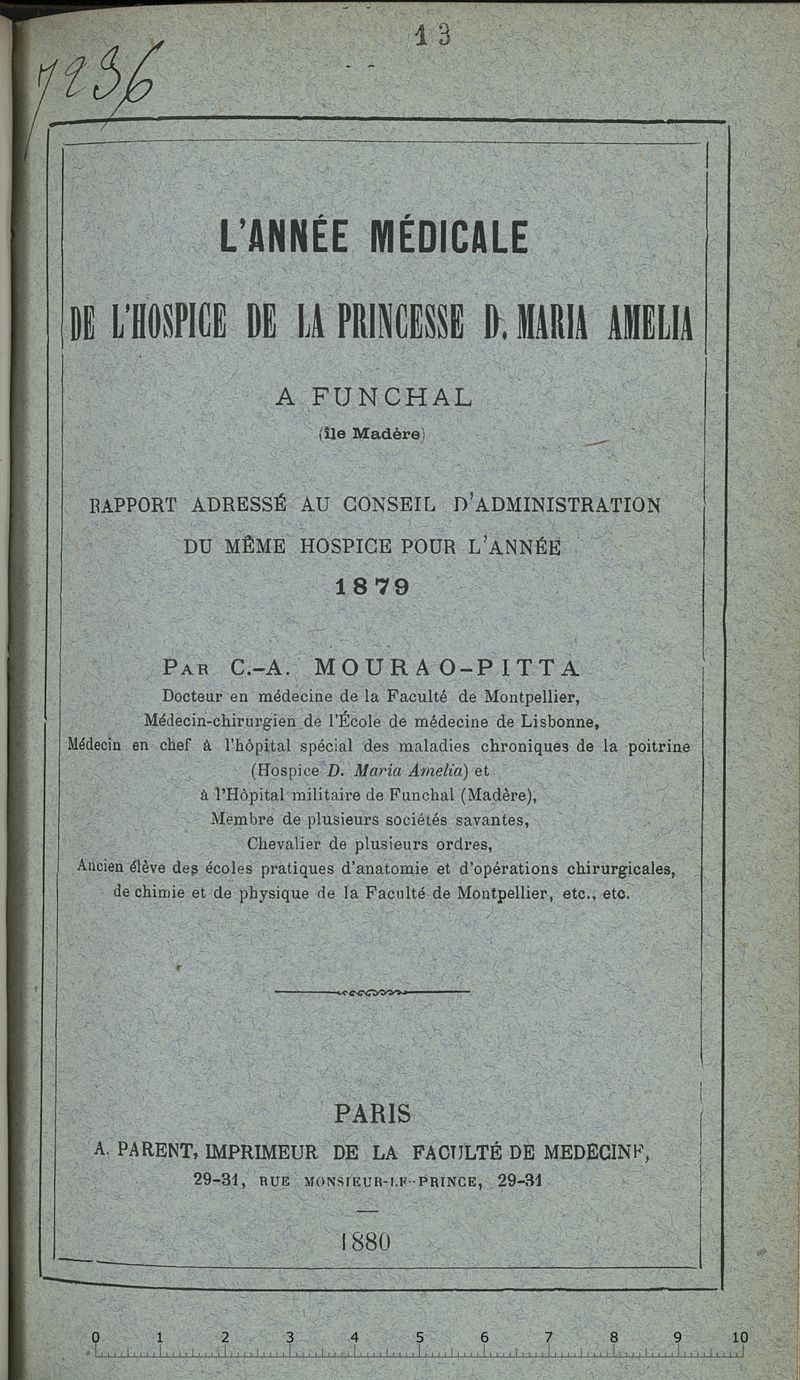 13
7236
L'ANNÉE MÉDICALE
DE L'HOSPICE DE LA PRINCESSE D. MARIA AMELIA
A FUNCHAL
(île Madère)
RAPPORT ADRESSÉ AU CONSEIL D'ADMINISTRATION
DU MÊME HOSPICE POUR L'ANNÉE
1879
PAR C.-A. MOURAO-PITTA
Docteur en médecine de la Faculté de Montpellier,
Médecin-chirurgien de l'École de médecine de Lisbonne,
Médecin en chef à l'hôpital spécial des maladies chroniques de la poitrine
(Hospice D. Maria Amelia) et
à l'Hôpital militaire de Funchal (Madère),
Membre de plusieurs sociétés savantes,
Chevalier de plusieurs ordres,
Ancien élève des écoles pratiques d'anatomie et d'opérations chirurgicales,
de chimie et de physique de la Faculté de Montpellier, etc., etc.
PARIS
A. PARENT, IMPRIMEUR DE LA FACULTÉ DE MEDECINE,
29-31, RUE MONSIEUR-LE-PRINCE, 29-31
1880
0 1 2 3 4 5 6 7 8 9 10